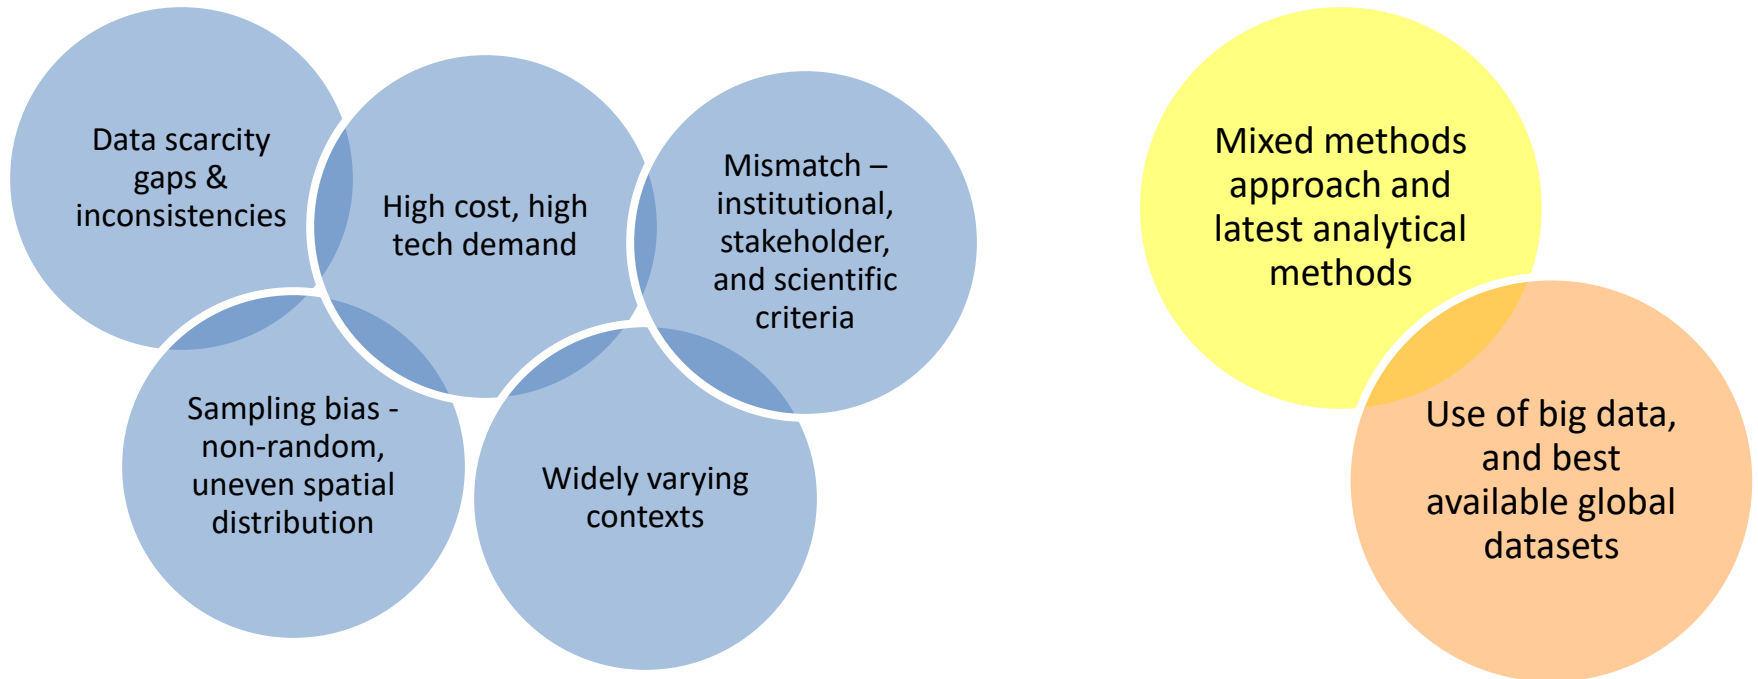 Data scarcity
gaps &
inconsistencies
High cost, high
tech demand
Mismatch –
institutional,
stakeholder,
and scientific
criteria
Sampling bias -
non-random,
uneven spatial
distribution
Widely varying
contexts
Mixed methods
approach and
latest analytical
methods
Use of big data,
and best
available global
datasets